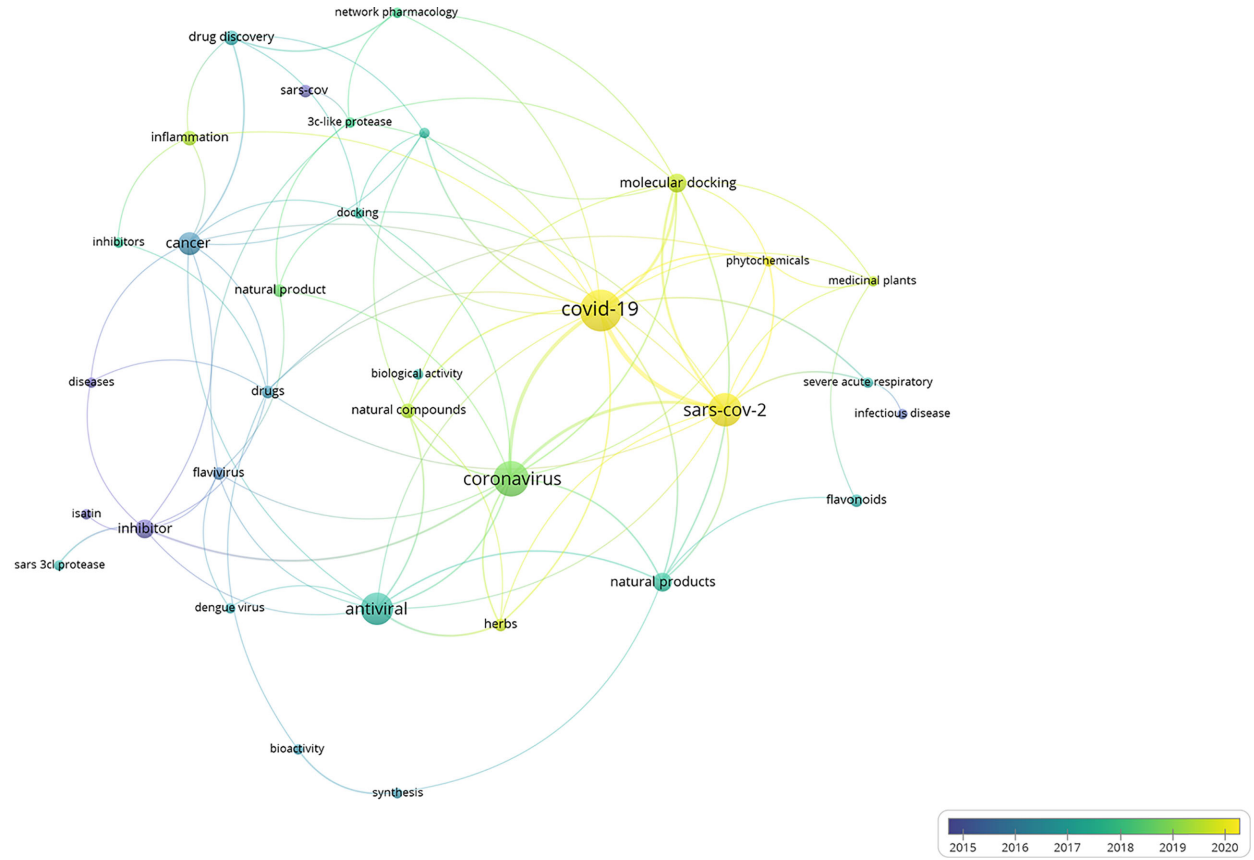 network pharmacology
drug discovery
sars-cov
3c-like protease
inflammation
molecular docking
docking
inhibitors
cancer
phytochemicals
medicinal plants
natural product
covid-19
biological activity
diseases
severe acute respiratory
drugs
natural compounds
sars-cov-2
infectious disease
flavivirus
coronavirus
flavonoids
isatin
inhibitor
sars 3cl protease
natural products
dengue virus
antiviral
herbs
bioactivity
synthesis
2015 2016 2017 2018 2019 2020